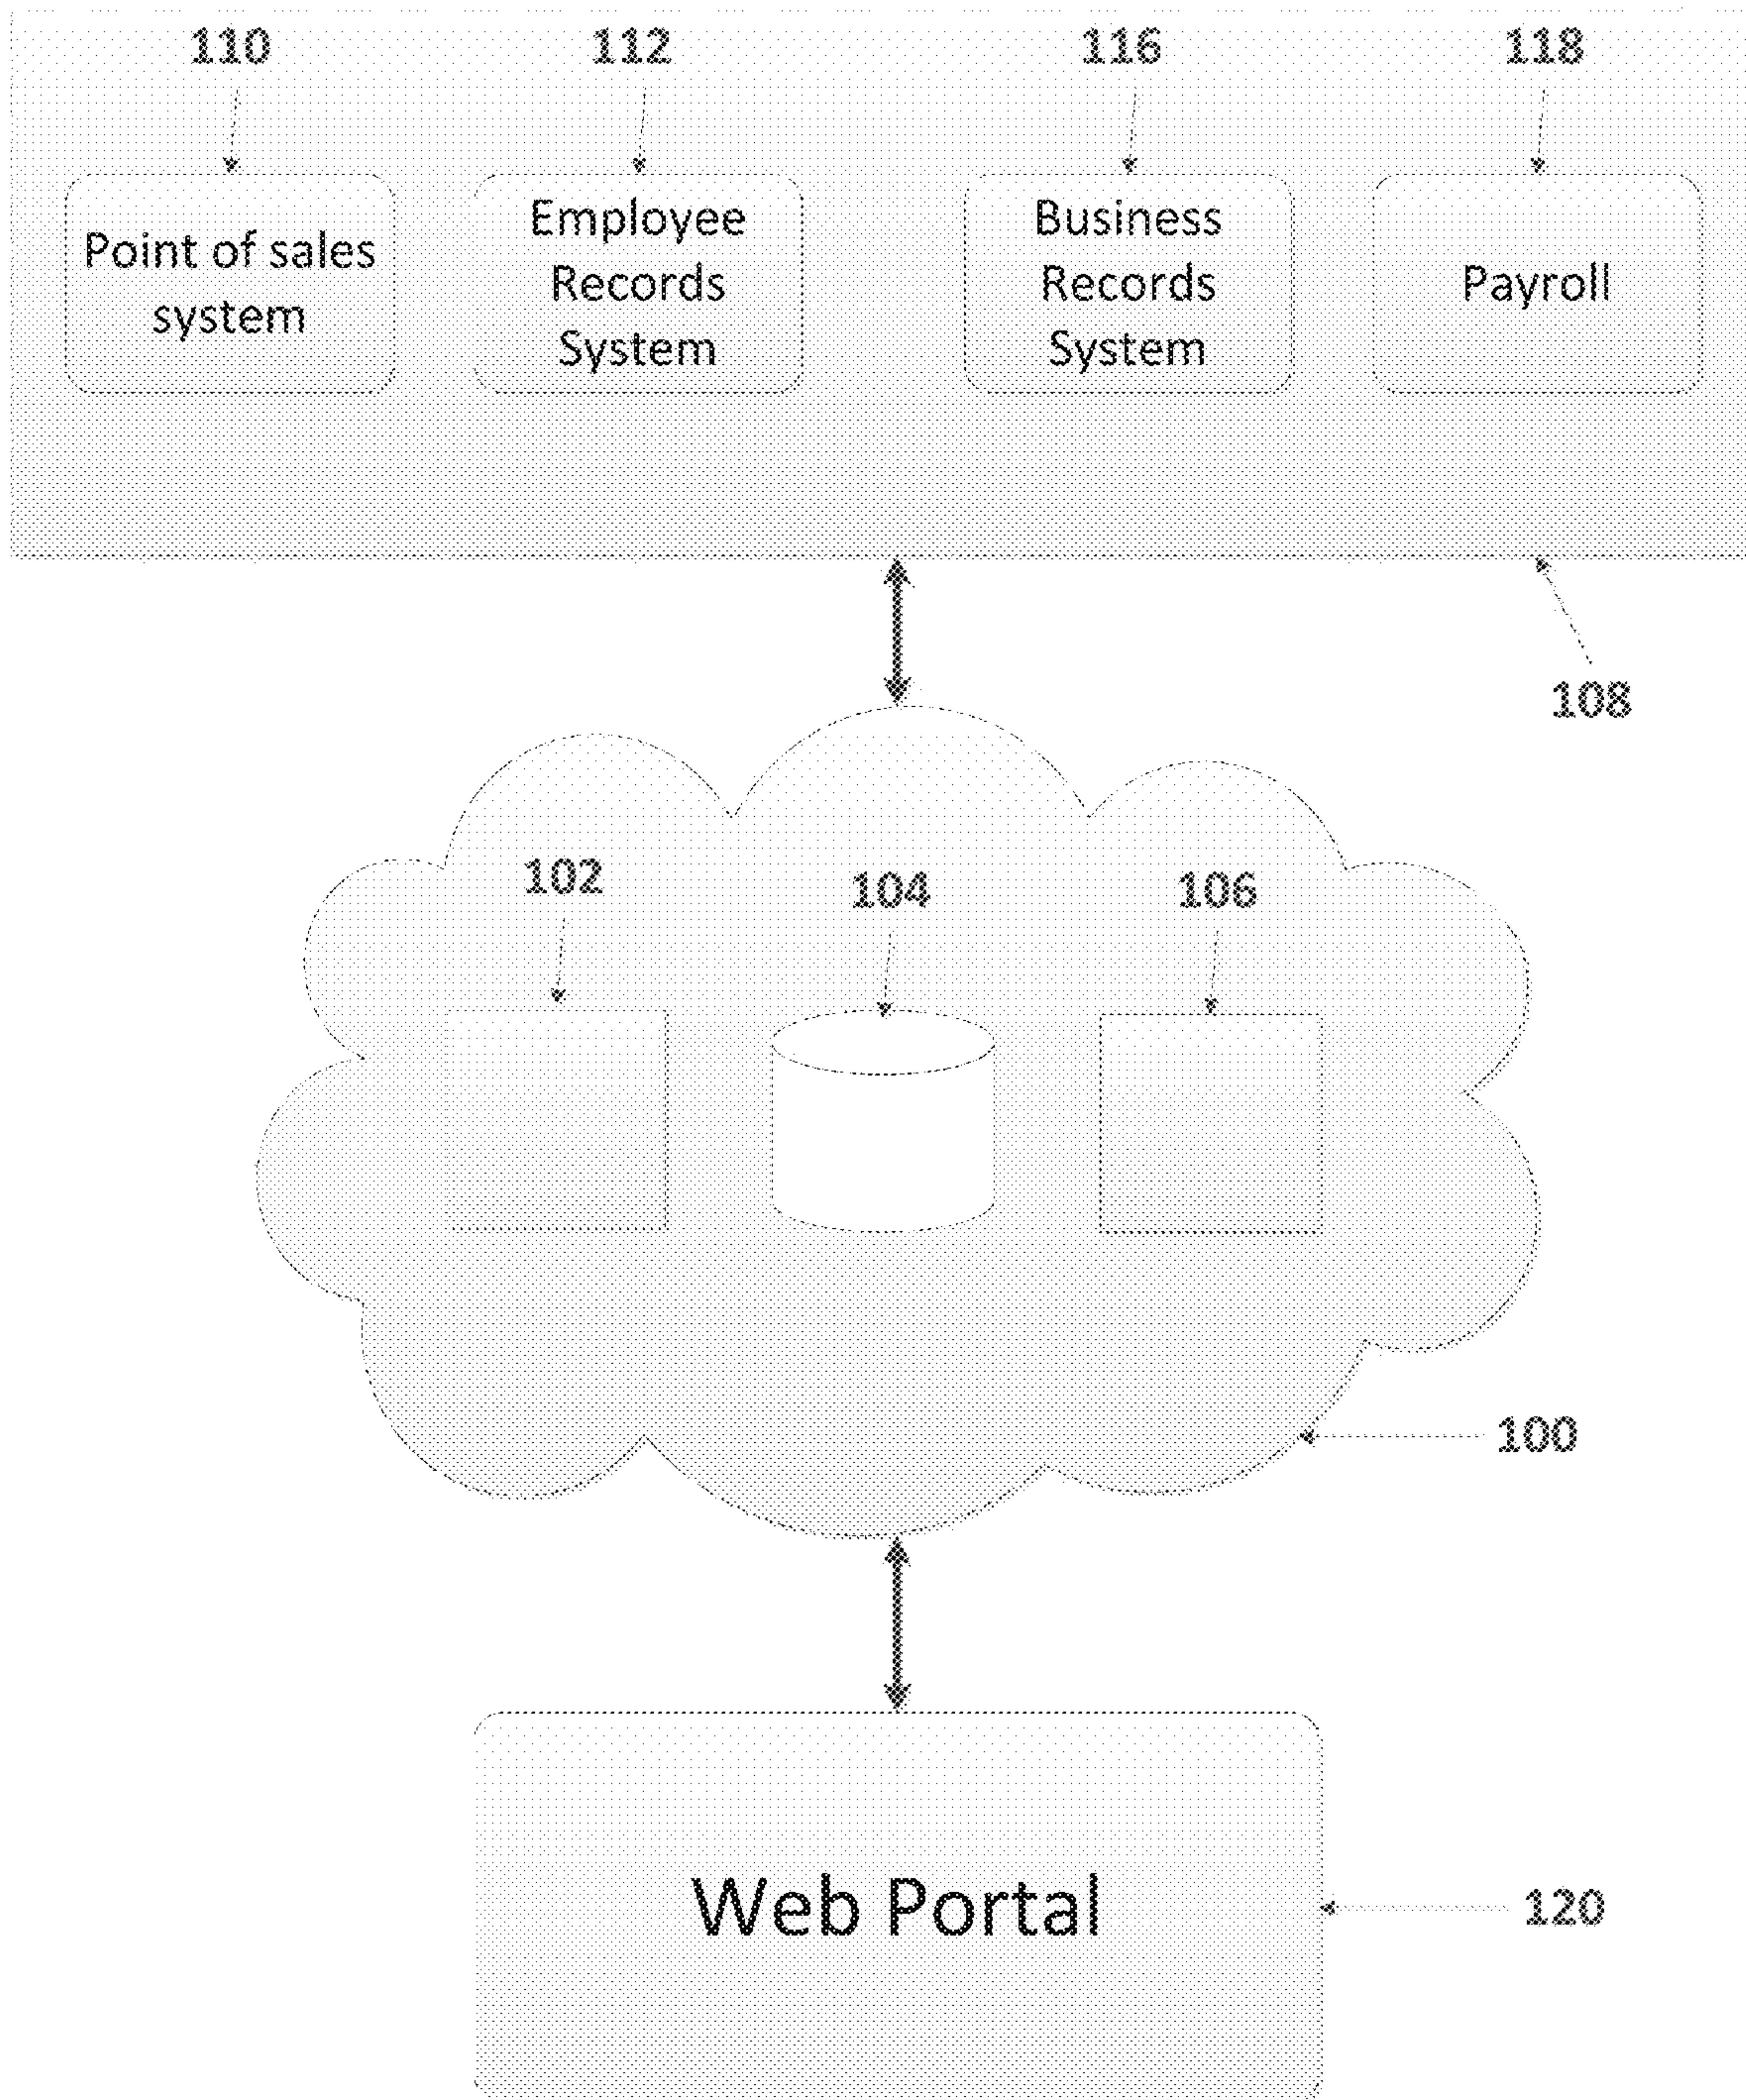 110
112
116
118
Point of sales
system
Employee
Records
System
Business
Records
System
Payroll
108
102
104
106
100
Web Portal
120